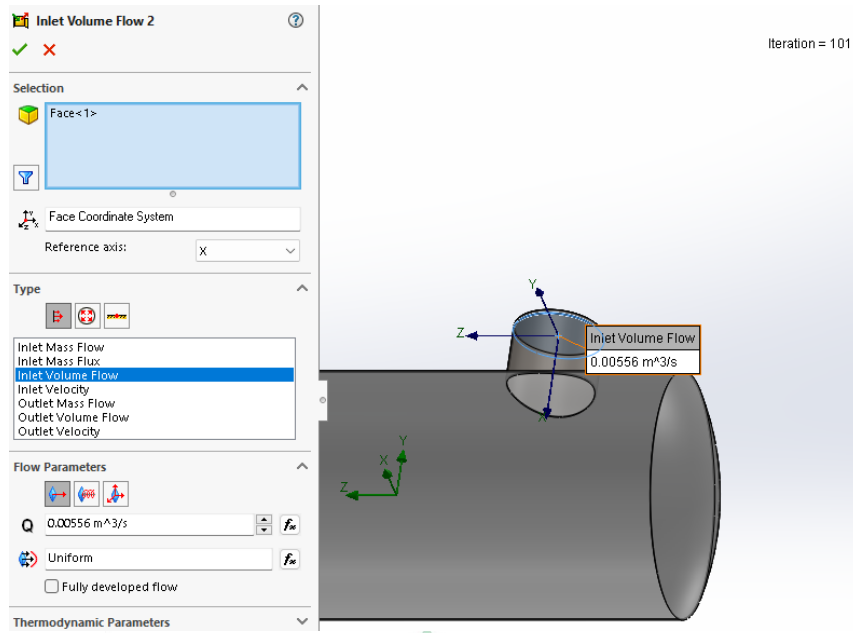 Inlet Volume Flow 2
Iteration = 101
Selection
Face<1>
Face Coordinate System
Reference axis:
X
Type
Inlet Mass Flow
Inlet Mass Flux
Inlet Volume Flow
Inlet Velocity
Outlet Mass Flow
Outlet Volume Flow
Outlet Velocity
Flow Parameters
Q 0.00556 m^3/s
Uniform
Fully developed flow
Thermodynamic Parameters
Y
Z
X
Inlet Volume Flow
0.00556 m^3/s
Y
X
Z